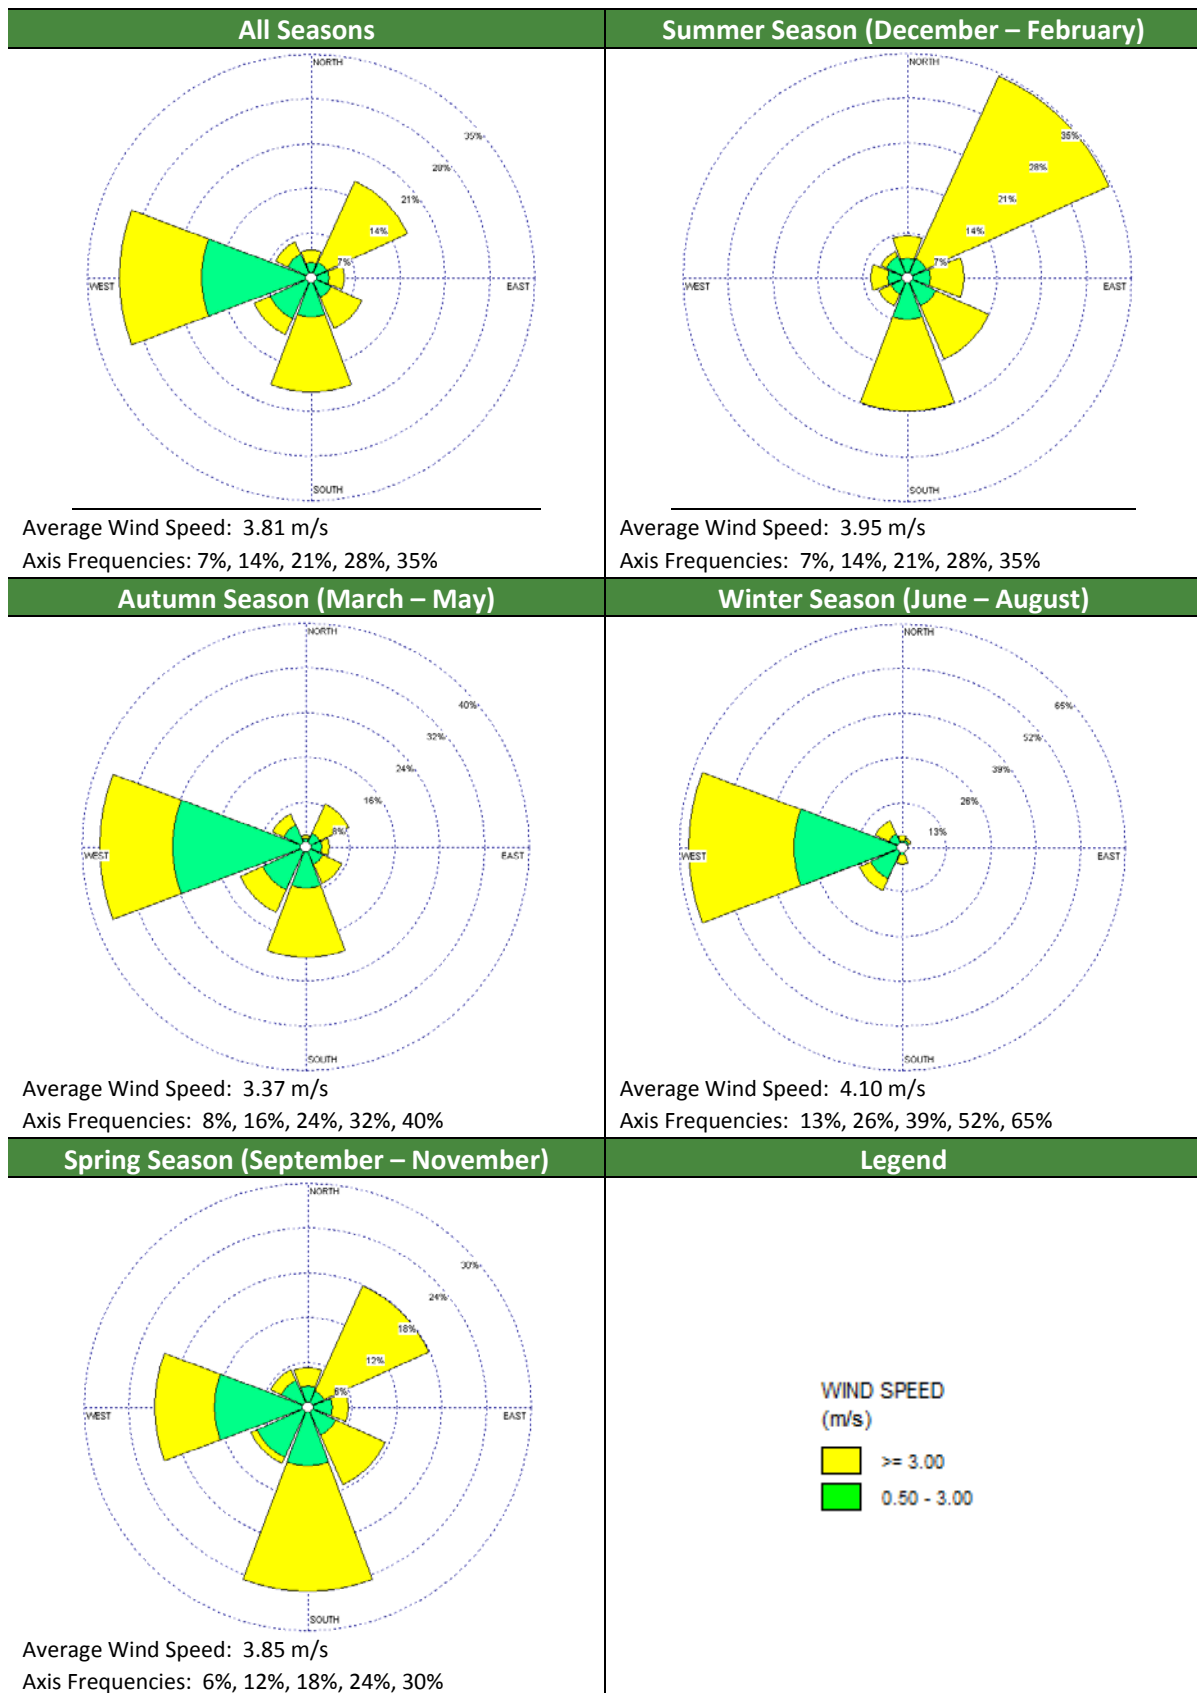 All Seasons
Summer Season (December – February)
NORTH
35%
28%
21%
14%
7%
WEST
EAST
SOUTH
NORTH
35%
28%
21%
14%
7%
WEST
EAST
SOUTH
Average Wind Speed: 3.81 m/s
Axis Frequencies: 7%, 14%, 21%, 28%, 35%
Average Wind Speed: 3.95 m/s
Axis Frequencies: 7%, 14%, 21%, 28%, 35%
Autumn Season (March – May)
Winter Season (June – August)
NORTH
40%
32%
24%
16%
8%
WEST
EAST
SOUTH
NORTH
65%
52%
39%
26%
13%
WEST
EAST
SOUTH
Average Wind Speed: 3.37 m/s
Axis Frequencies: 8%, 16%, 24%, 32%, 40%
Average Wind Speed: 4.10 m/s
Axis Frequencies: 13%, 26%, 39%, 52%, 65%
Spring Season (September – November)
Legend
NORTH
30%
24%
18%
12%
6%
WEST
EAST
SOUTH
WIND SPEED
(m/s)
>= 3.00
0.50 - 3.00
Average Wind Speed: 3.85 m/s
Axis Frequencies: 6%, 12%, 18%, 24%, 30%